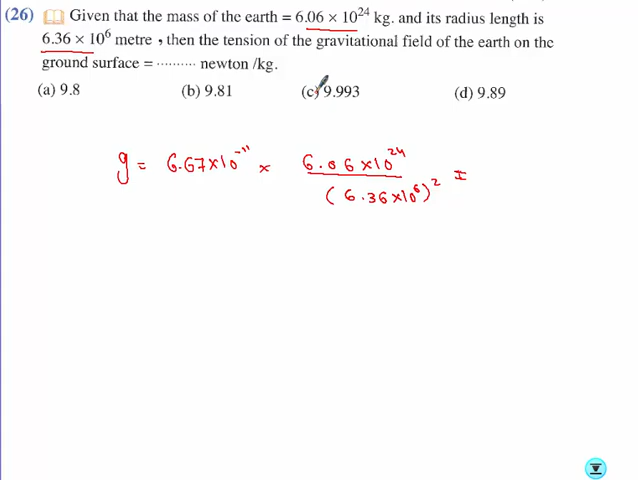 (26) Given that the mass of the earth = 6.06 × 10²⁴ kg. and its radius length is
6.36 × 10⁶ metre , then the tension of the gravitational field of the earth on the
ground surface = .......... newton /kg.
(a) 9.8 (b) 9.81 (c) 9.993 (d) 9.89
g = 6.67×10⁻¹¹ × 6.06×10²⁴ =
(6.36×10⁶)²